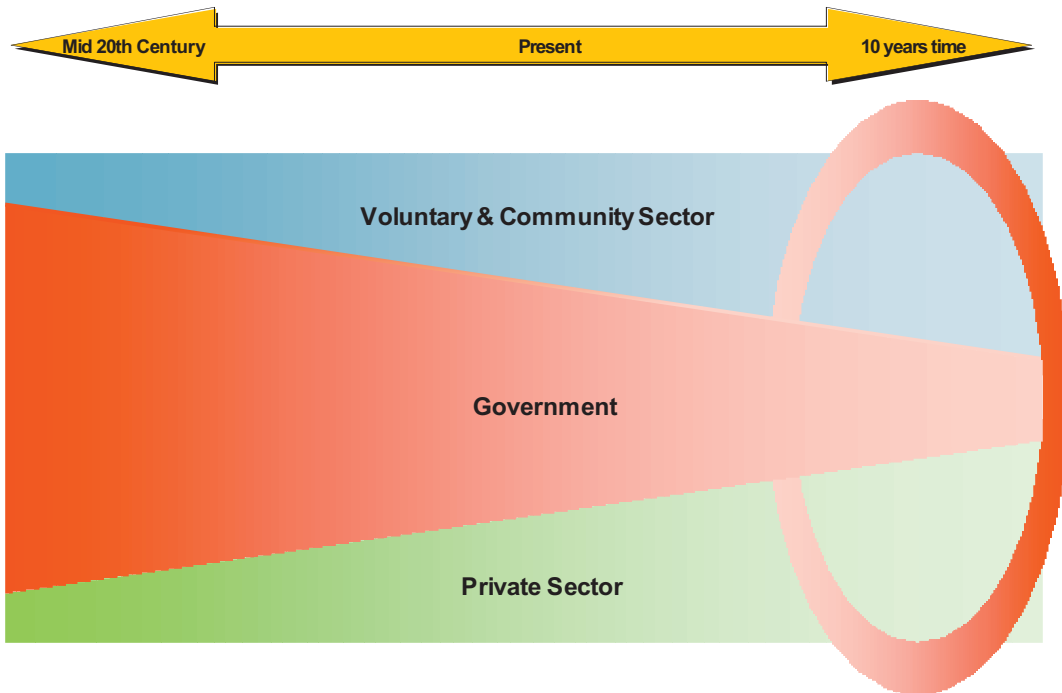 Mid 20th Century Present 10 years time
Voluntary & Community Sector
Government
Private Sector